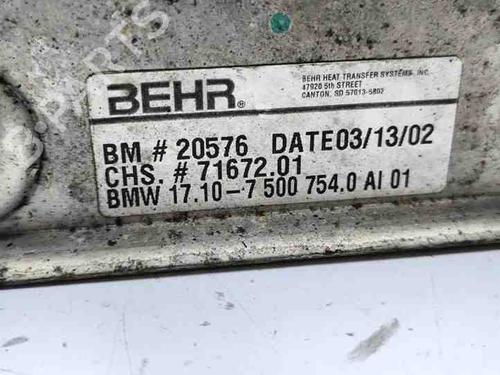 BEHR®
BEHR HEAT TRANSFER SYSTEMS, INC.
47920 5th STREET
CANTON, SD 57013-5802
BM # 20576 DATE03/13/02
CHS. # 71672.01
BMW 17.10-7 500 754.0 AI 01